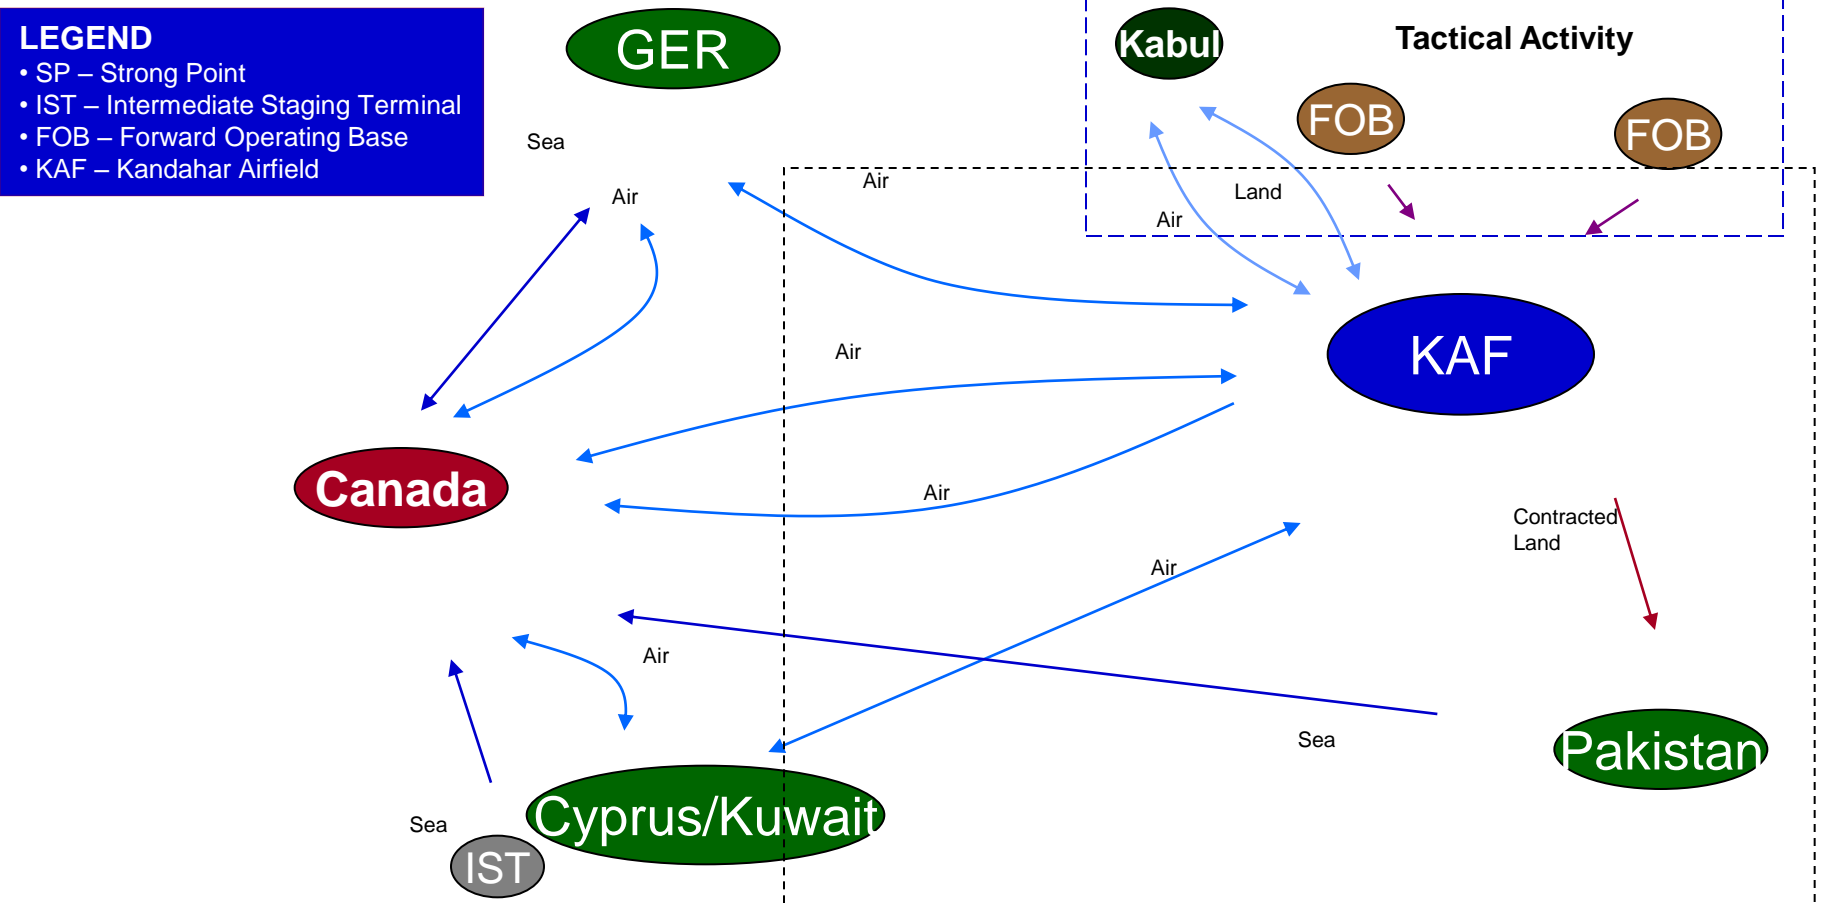 LEGEND
• SP – Strong Point
• IST – Intermediate Staging Terminal
• FOB – Forward Operating Base
• KAF – Kandahar Airfield
GER
Kabul
Tactical Activity
FOB
FOB
Sea
Air
Air
Land
Air
KAF
Air
Canada
Air
Contracted
Land
Air
Air
Sea
Pakistan
Cyprus/Kuwait
Sea
IST